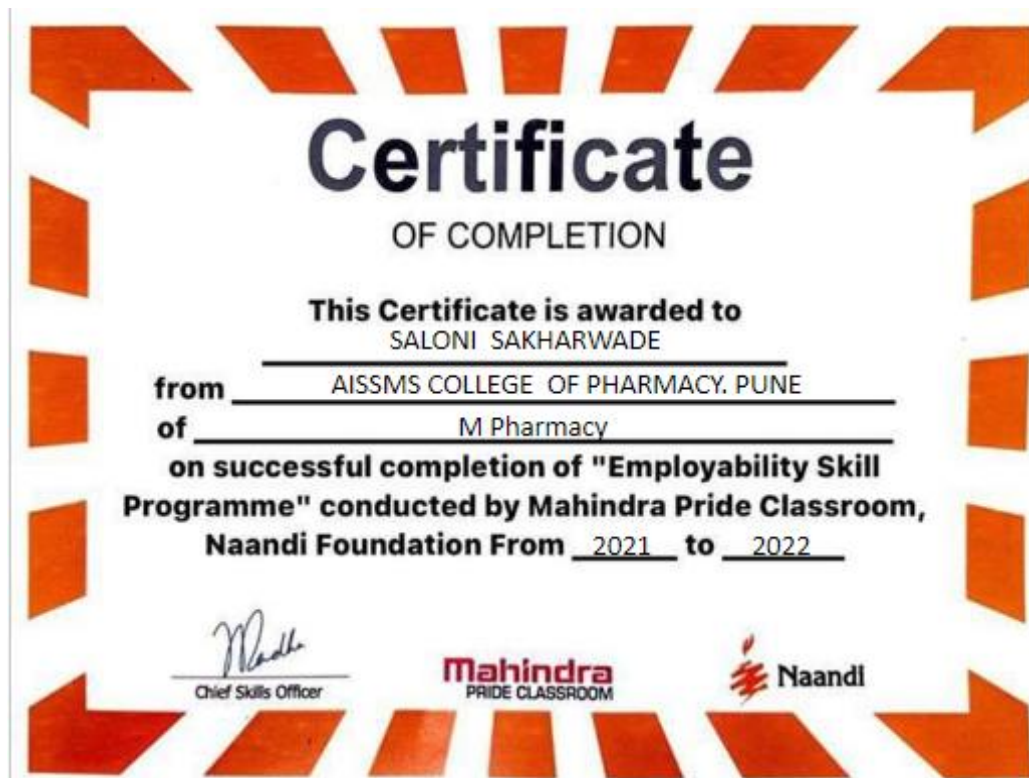 Certificate
OF COMPLETION
This Certificate is awarded to
SALONI SAKHARWADE
from AISSMS COLLEGE OF PHARMACY. PUNE
of M Pharmacy
on successful completion of "Employability Skill
Programme" conducted by Mahindra Pride Classroom,
Naandi Foundation From 2021 to 2022
Chief Skills Officer
Mahindra
PRIDE CLASSROOM
Naandi